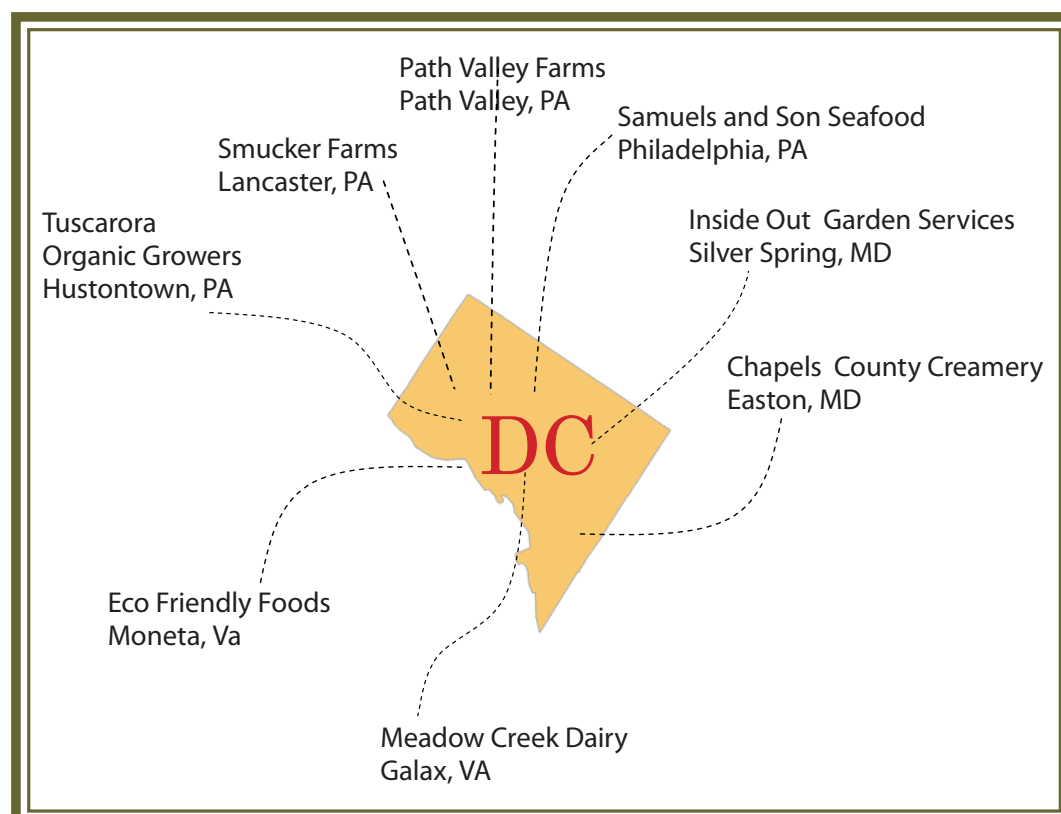 Path Valley Farms
Path Valley, PA
Samuels and Son Seafood
Philadelphia, PA
Smucker Farms
Lancaster, PA
Tuscarora
Organic Growers
Hustontown, PA
Inside Out  Garden Services
Silver Spring, MD
Chapels  County Creamery
Easton, MD
DC
Eco Friendly Foods
Moneta, Va
Meadow Creek Dairy
Galax, VA